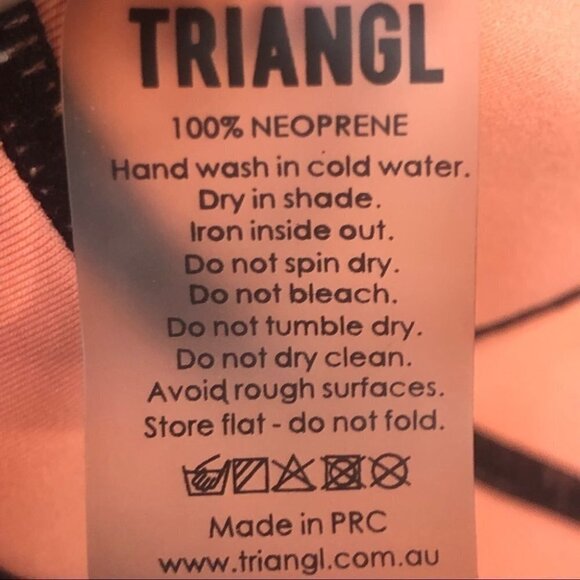 TRIANGL
100% NEOPRENE
Hand wash in cold water.
Dry in shade.
Iron inside out.
Do not spin dry.
Do not bleach.
Do not tumble dry.
Do not dry clean.
Avoid rough surfaces.
Store flat - do not fold.
Made in PRC
www.triangl.com.au